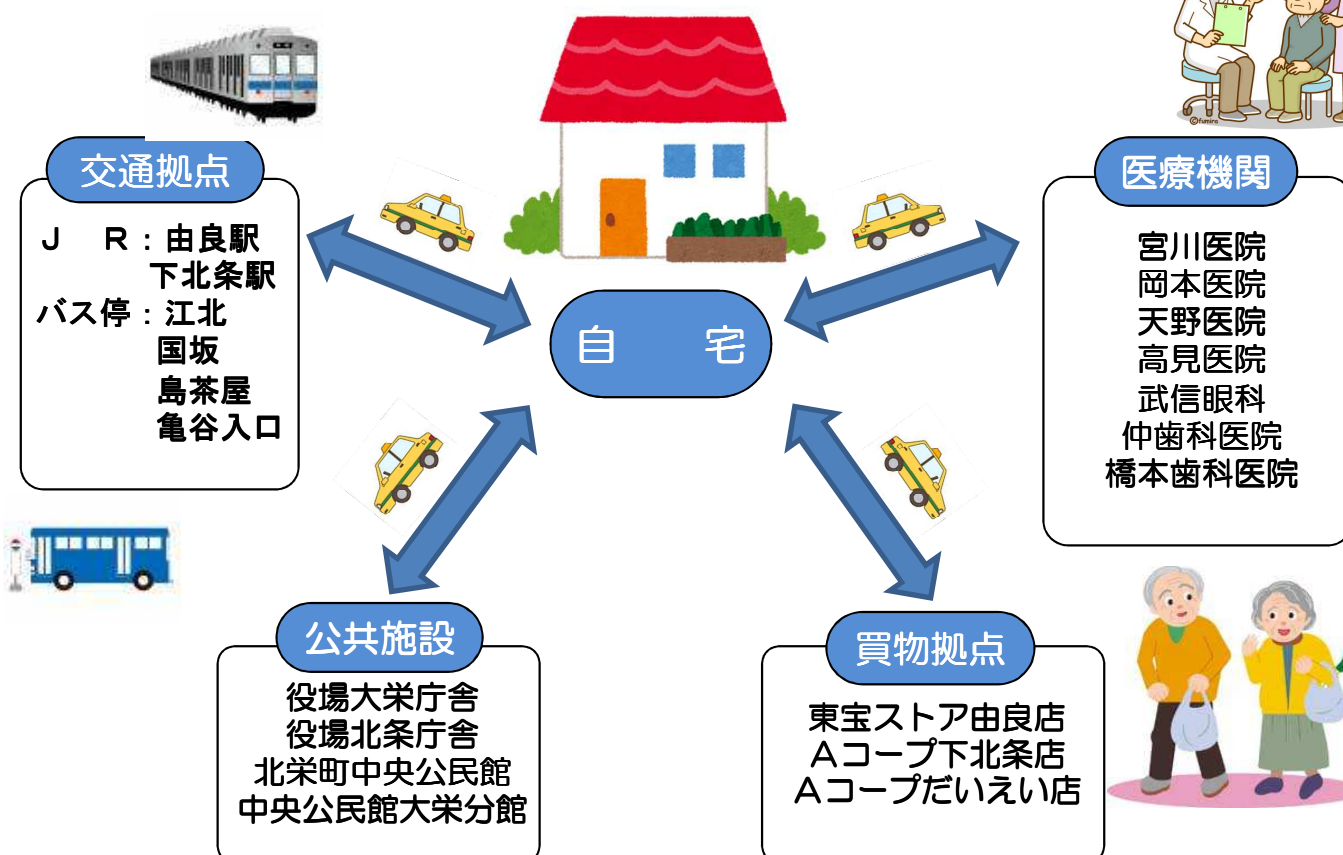 交通拠点
J R：由良駅
下北条駅
バス停：江北
国坂
島茶屋
亀谷入口
自 宅
医療機関
宮川医院
岡本医院
天野医院
高見医院
武信眼科
仲歯科医院
橋本歯科医院
公共施設
役場大栄庁舎
役場北条庁舎
北栄町中央公民館
中央公民館大栄分館
買物拠点
東宝ストア由良店
Aコープ下北条店
Aコープだいえい店
©fumira